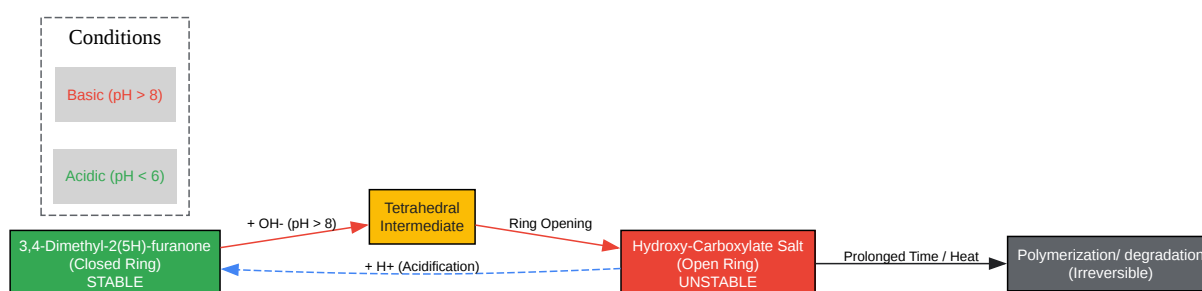 Conditions
Basic (pH > 8)
Acidic (pH < 6)
3,4-Dimethyl-2(5H)-furanone
(Closed Ring)
STABLE
+ OH- (pH > 8)
Tetrahedral
Intermediate
Ring Opening
+ H+ (Acidification)
Hydroxy-Carboxylate Salt
(Open Ring)
UNSTABLE
Prolonged Time / Heat
Polymerization/ degradation
(Irreversible)